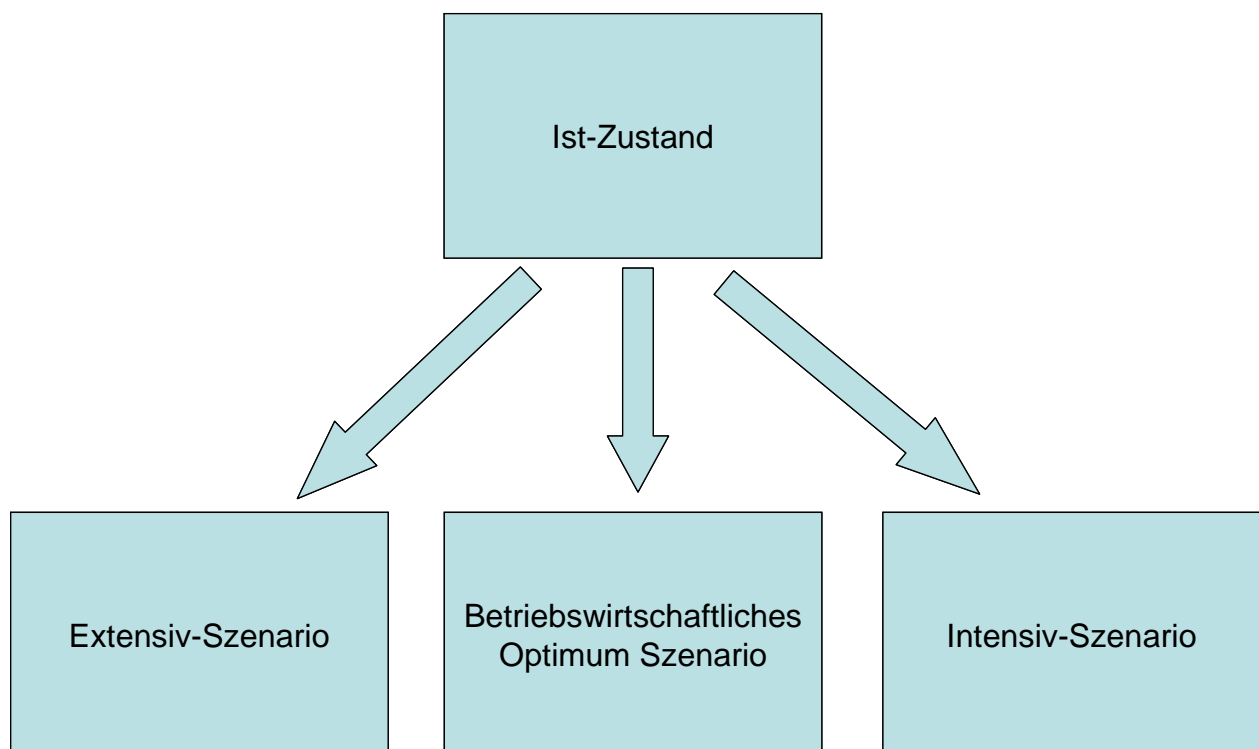 Ist-Zustand
Extensiv-Szenario
Betriebswirtschaftliches
Optimum Szenario
Intensiv-Szenario